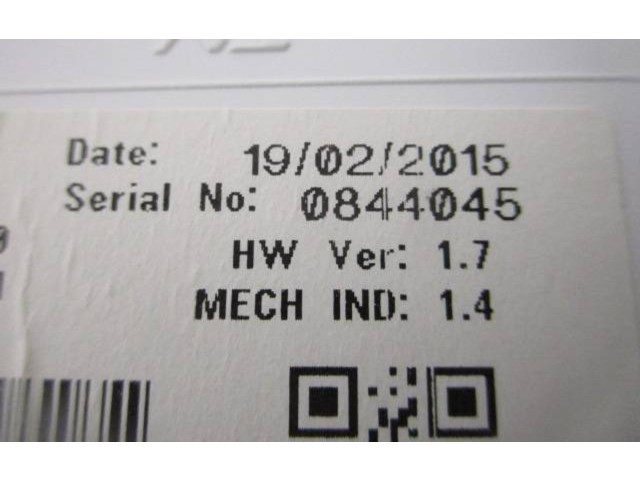 Date: 19/02/2015
Serial No: 0844045
HW Ver: 1.7
MECH IND: 1.4